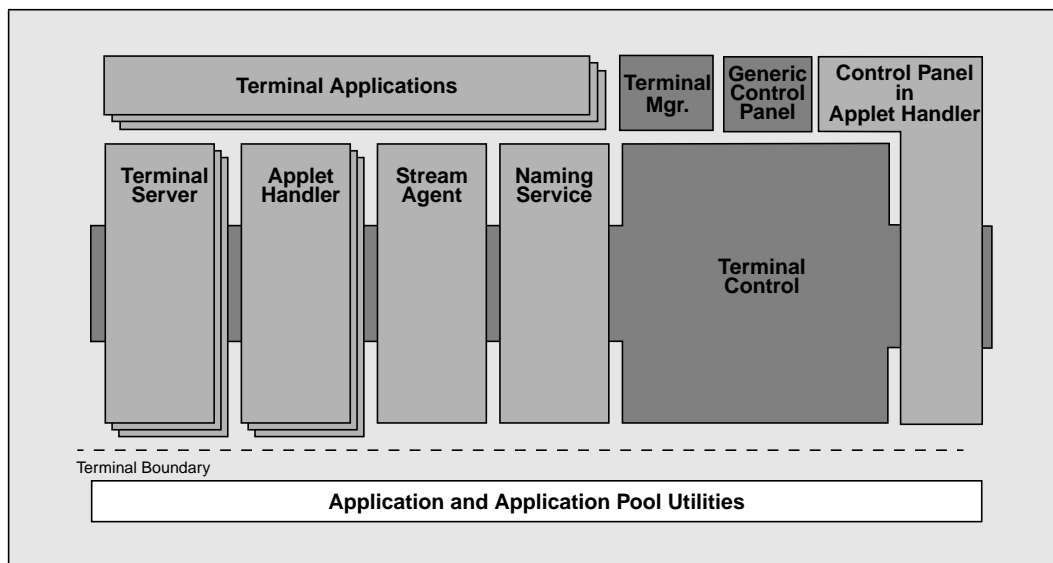 Terminal Applications
Terminal
Mgr.
Generic
Control
Panel
Control Panel
in
Applet Handler
Terminal
Server
Applet
Handler
Stream
Agent
Naming
Service
Terminal
Control
Terminal Boundary
Application and Application Pool Utilities